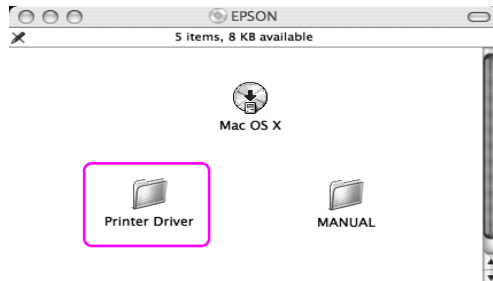 EPSON
5 items, 8 KB available
Mac OS X
Printer Driver
MANUAL